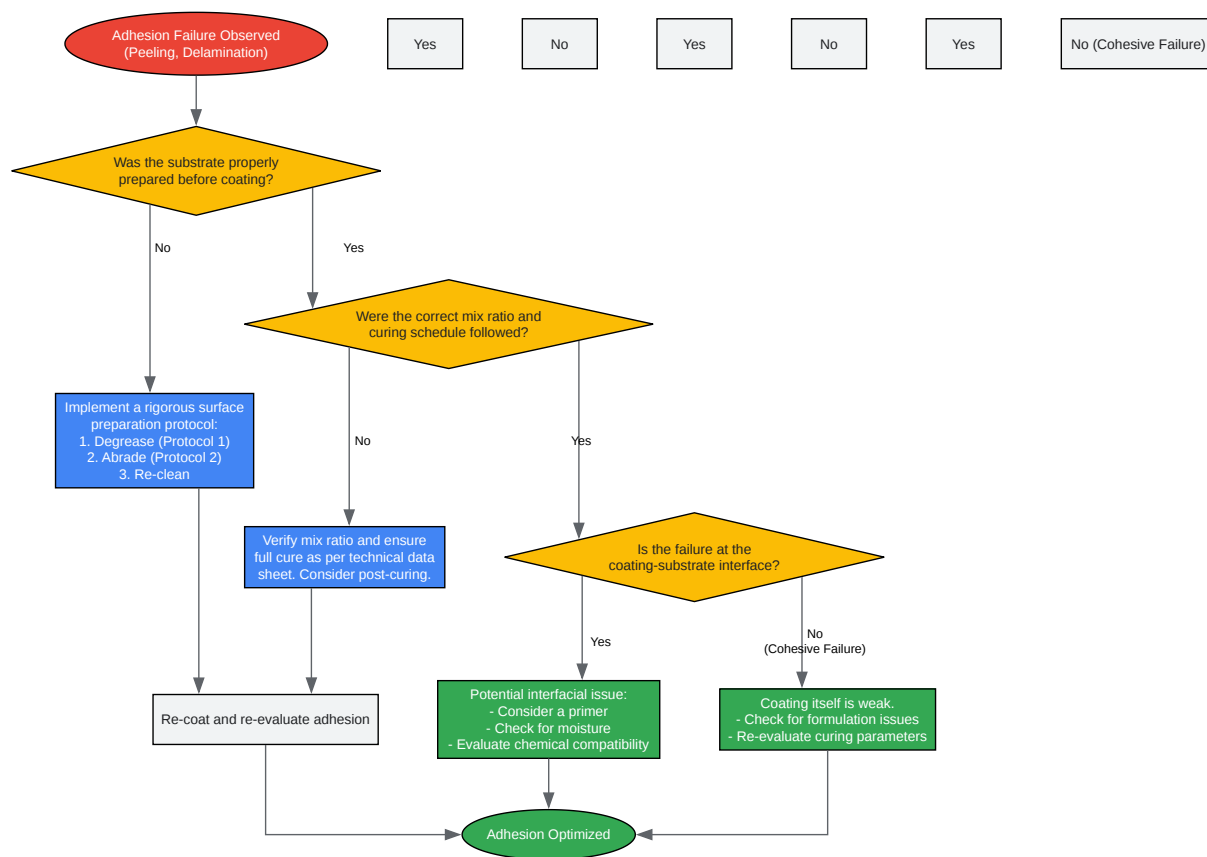 Adhesion Failure Observed
(Peeling, Delamination)
Yes
No
Yes
No
Yes
No (Cohesive Failure)
Was the substrate properly
prepared before coating?
No
Yes
Were the correct mix ratio and
curing schedule followed?
Implement a rigorous surface
preparation protocol:
1. Degrease (Protocol 1)
2. Abrade (Protocol 2)
3. Re-clean
No
Yes
Verify mix ratio and ensure
full cure as per technical data
sheet. Consider post-curing.
Is the failure at the
coating-substrate interface?
Yes
No
(Cohesive Failure)
Re-coat and re-evaluate adhesion
Potential interfacial issue:
- Consider a primer
- Check for moisture
- Evaluate chemical compatibility
Coating itself is weak.
- Check for formulation issues
- Re-evaluate curing parameters
Adhesion Optimized